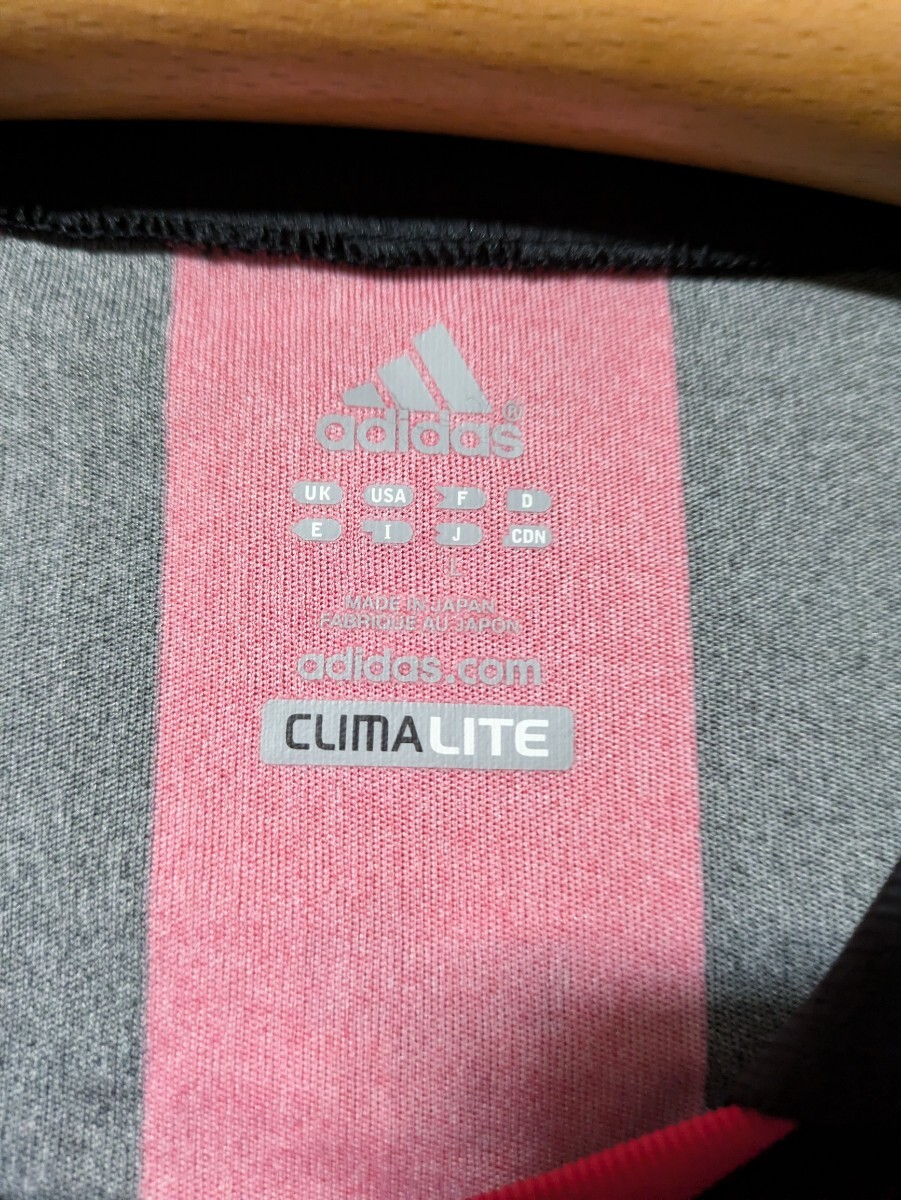 adidas®
UK USA F D
E I J CDN
L
MADE IN JAPAN
FABRIQUE AU JAPON
adidas.com
CLIMALITE